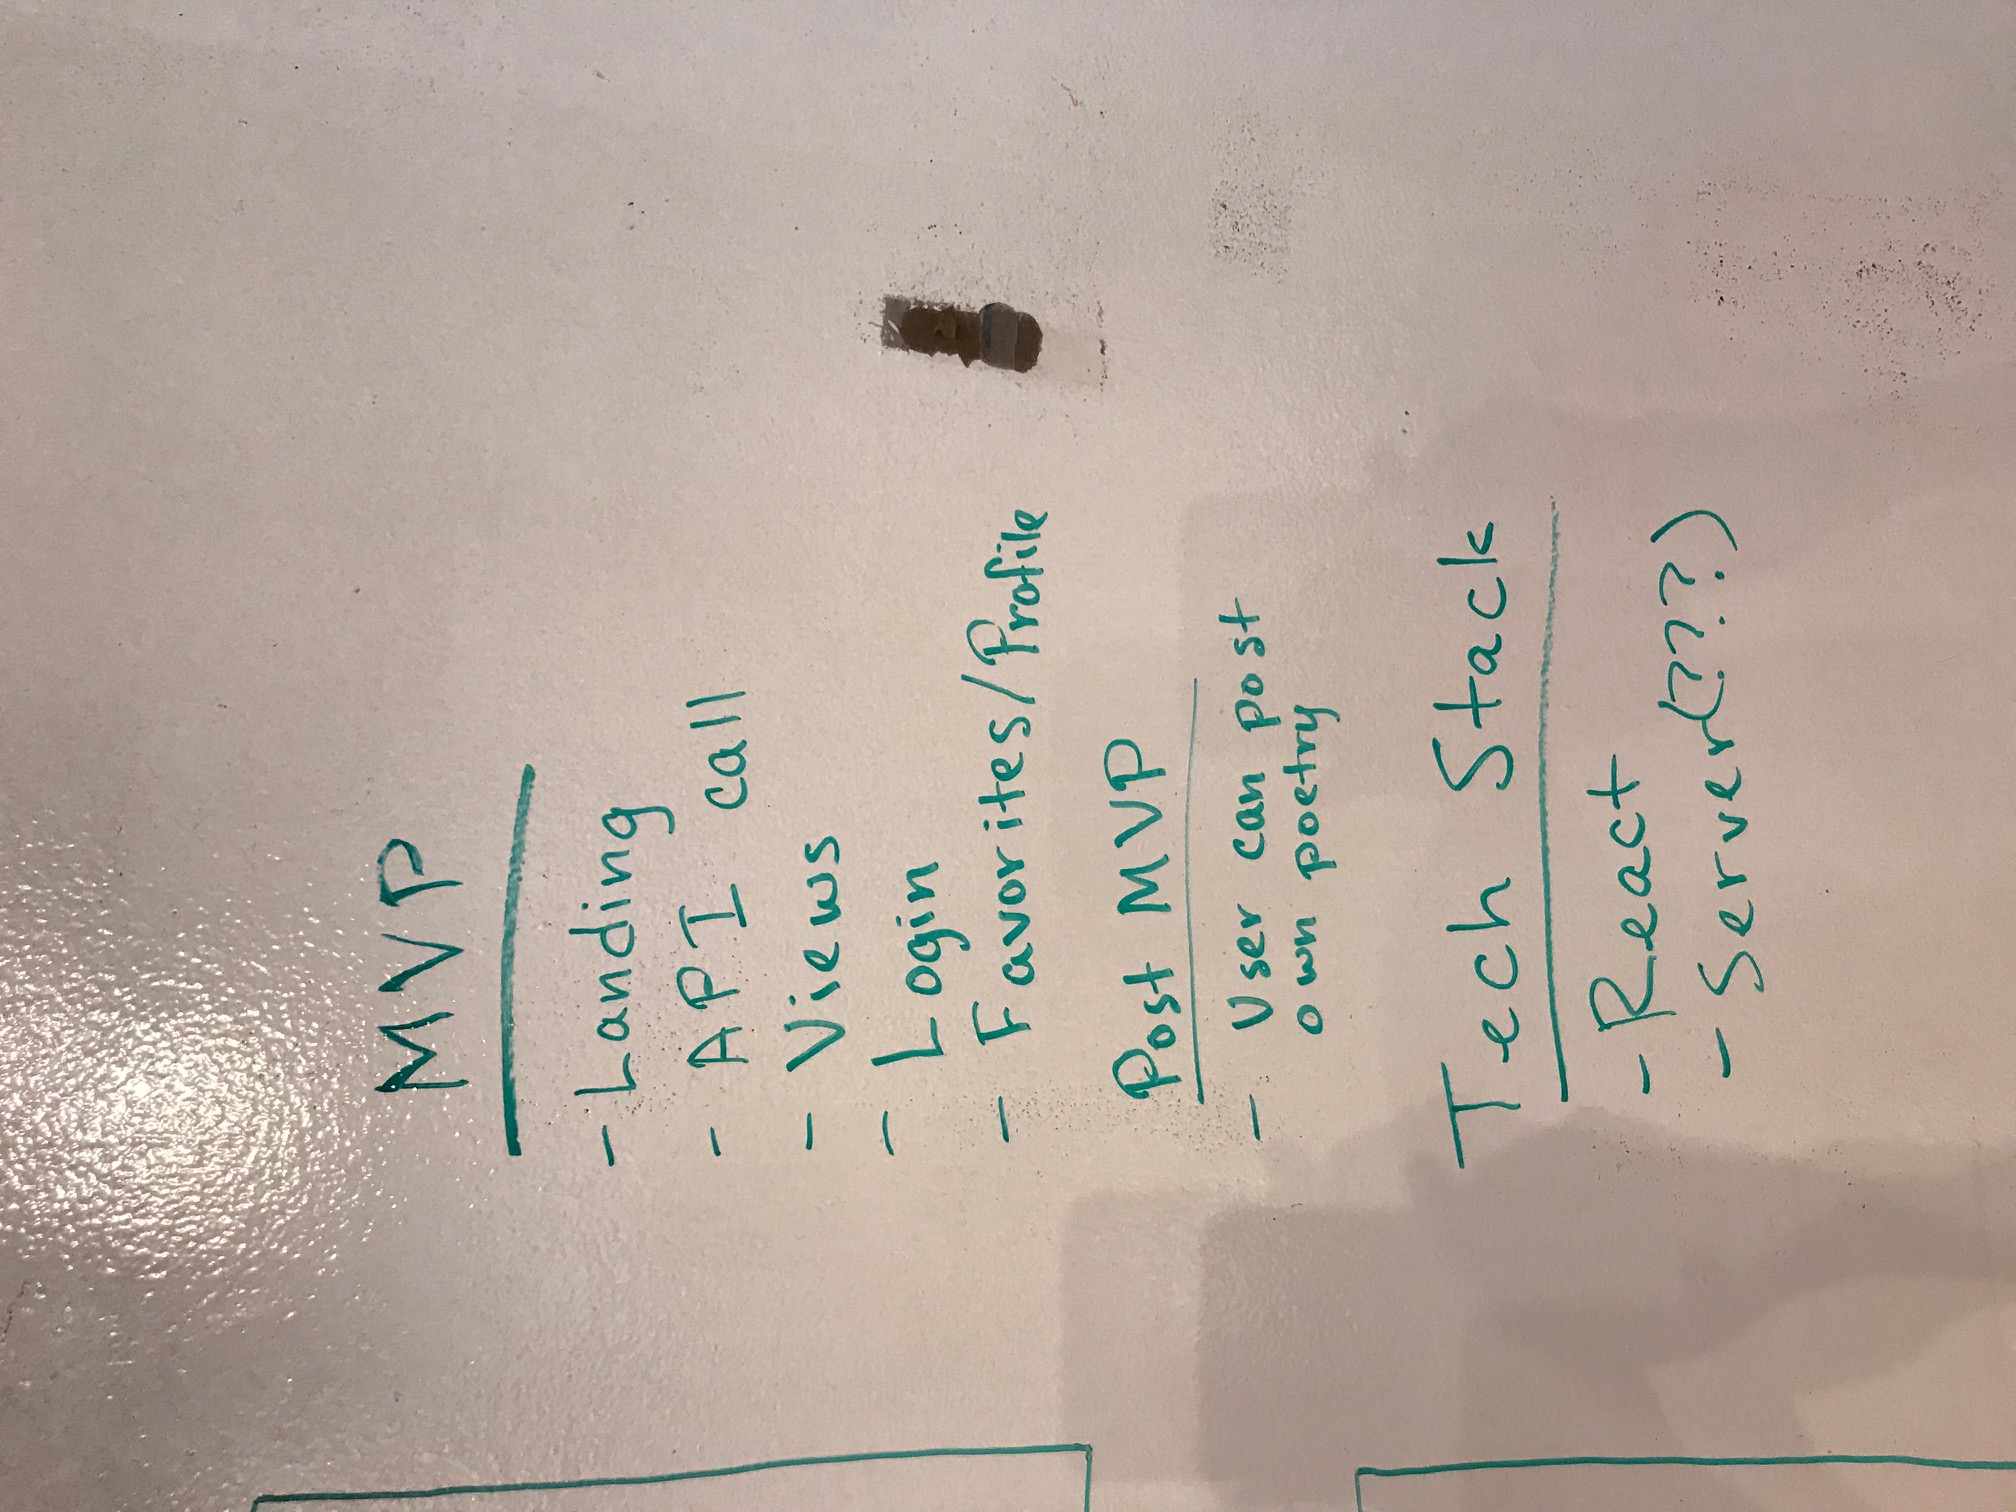 MVP
- Landing
- API call
- Views
- Login
- Favorites/Profile
Post MVP
- User can post
own poetry
Tech Stack
- React
- Server(???)